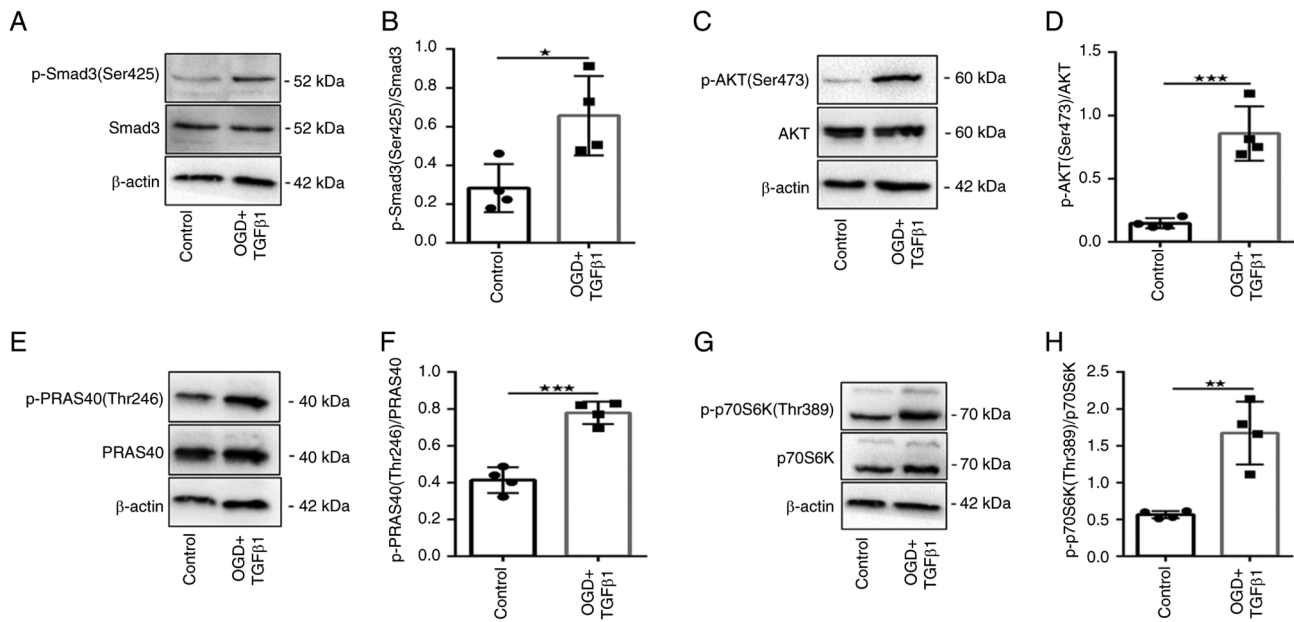 A
p-Smad3(Ser425)
- 52 kDa
Smad3
- 52 kDa
β-actin
- 42 kDa
Control
OGD+
TGFβ1
B
p-Smad3(Ser425)/Smad3
1.0
0.8
0.6
0.4
0.2
0.0
★
Control
OGD+
TGFβ1
C
p-AKT(Ser473)
- 60 kDa
AKT
- 60 kDa
β-actin
- 42 kDa
Control
OGD+
TGFβ1
D
p-AKT(Ser473)/AKT
1.5
1.0
0.5
0.0
★★★
Control
OGD+
TGFβ1
E
p-PRAS40(Thr246)
- 40 kDa
PRAS40
- 40 kDa
β-actin
- 42 kDa
Control
OGD+
TGFβ1
F
p-PRAS40(Thr246)/PRAS40
1.0
0.8
0.6
0.4
0.2
0.0
★★★
Control
OGD+
TGFβ1
G
p-p70S6K(Thr389)
- 70 kDa
p70S6K
- 70 kDa
β-actin
- 42 kDa
Control
OGD+
TGFβ1
H
p-p70S6K(Thr389)/p70S6K
2.5
2.0
1.5
1.0
0.5
0.0
★★
Control
OGD+
TGFβ1